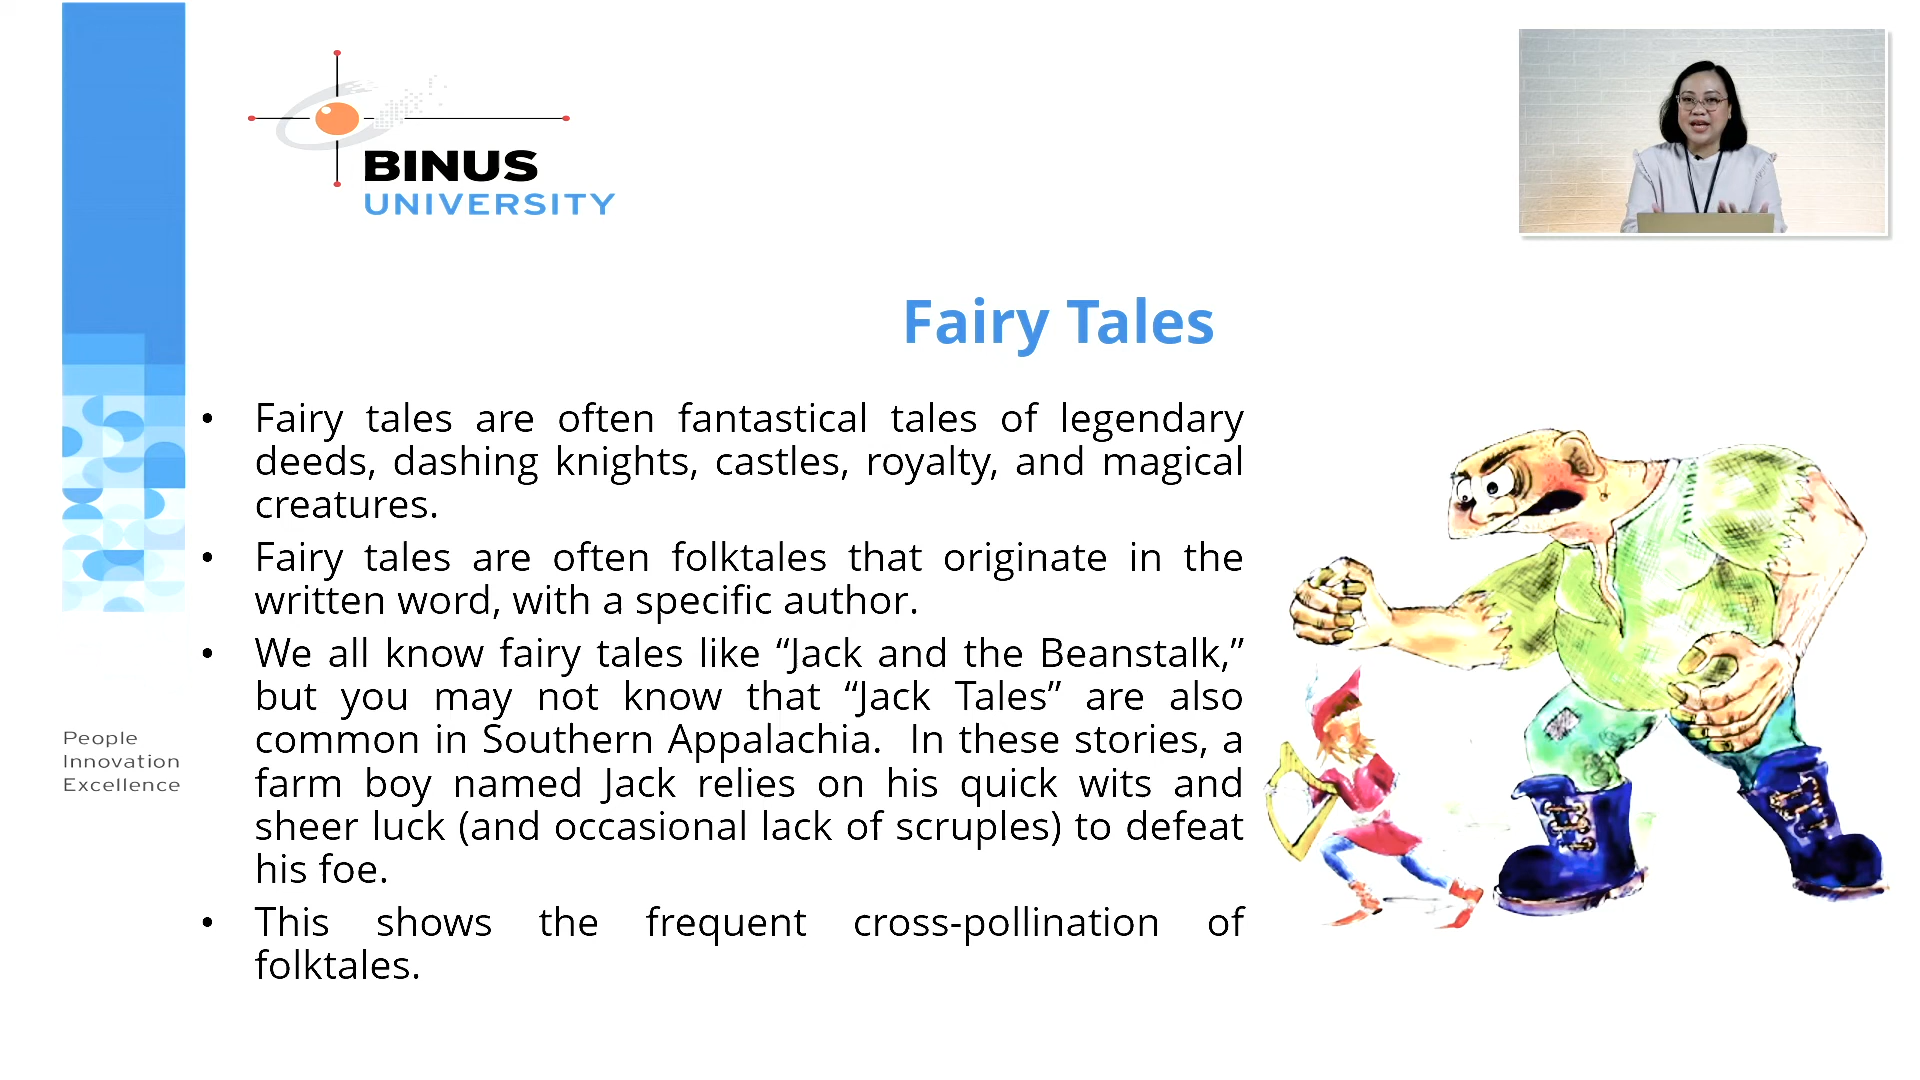 BINUS
UNIVERSITY
Fairy Tales
• Fairy tales are often fantastical tales of legendary
deeds, dashing knights, castles, royalty, and magical
creatures.
• Fairy tales are often folktales that originate in the
written word, with a specific author.
• We all know fairy tales like “Jack and the Beanstalk,”
but you may not know that “Jack Tales” are also
common in Southern Appalachia.  In these stories, a
farm boy named Jack relies on his quick wits and
sheer luck (and occasional lack of scruples) to defeat
his foe.
• This shows the frequent cross-pollination of
folktales.
People
Innovation
Excellence